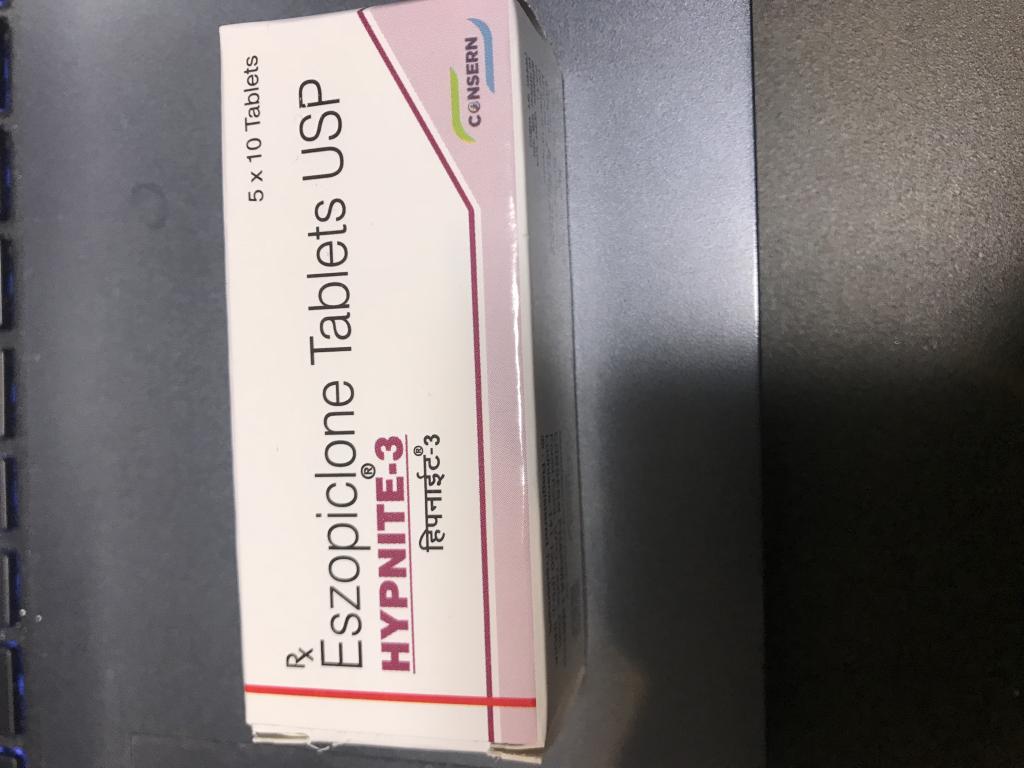 5 x 10 Tablets
Rx
Eszopiclone Tablets USP
HYPNITE®-3
हिपनाईट®-3
CONSERN